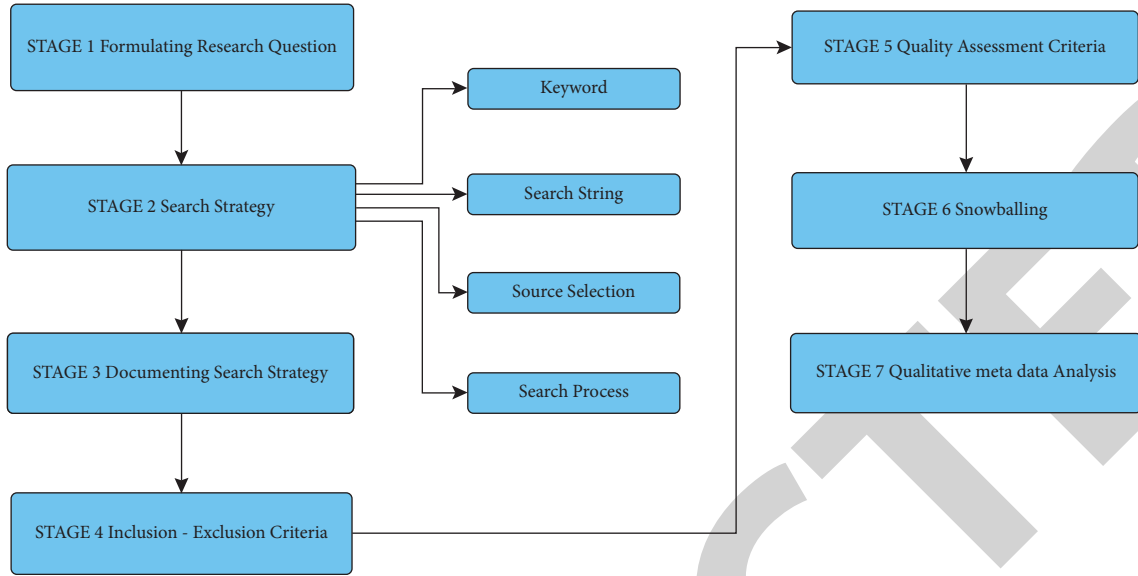 STAGE 1 Formulating Research Question
STAGE 2 Search Strategy
Keyword
Search String
Source Selection
Search Process
STAGE 3 Documenting Search Strategy
STAGE 4 Inclusion - Exclusion Criteria
STAGE 5 Quality Assessment Criteria
STAGE 6 Snowballing
STAGE 7 Qualitative meta data Analysis